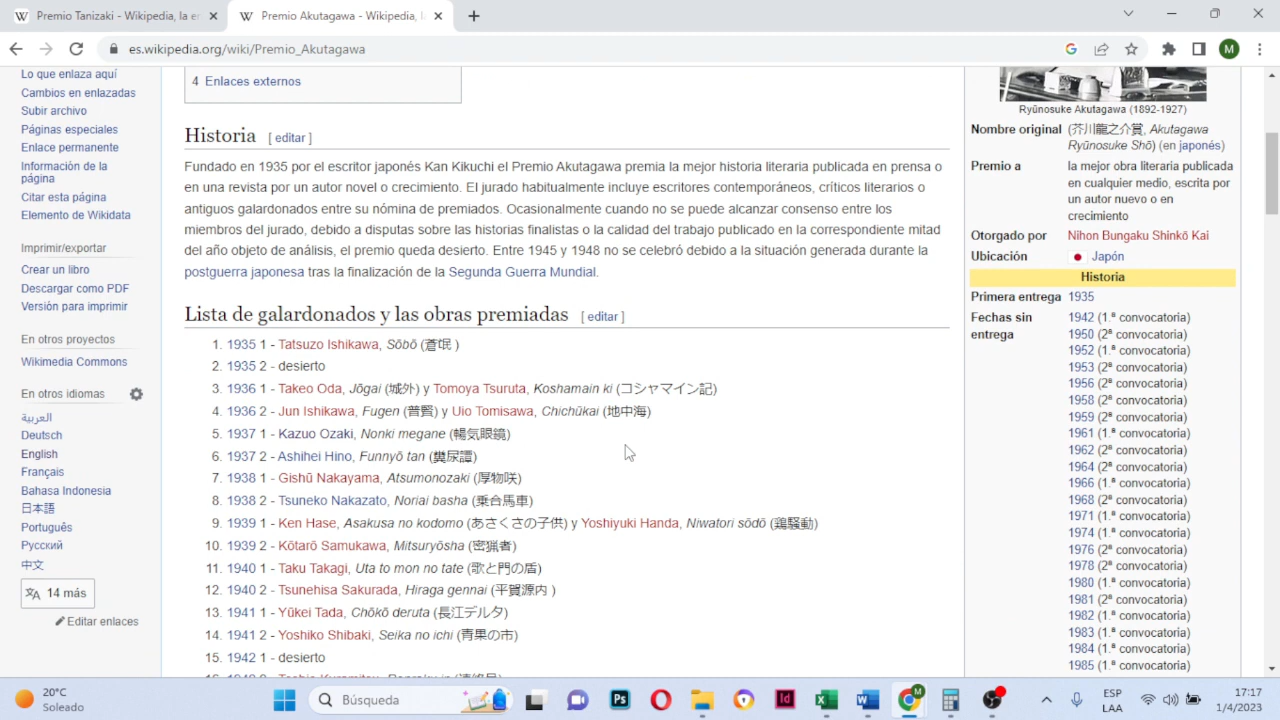 Premio Tanizaki - Wikipedia, la en
Premio Akutagawa - Wikipedia, la
es.wikipedia.org/wiki/Premio_Akutagawa
M
Lo que enlaza aquí
Cambios en enlazadas
Subir archivo
Páginas especiales
Enlace permanente
Información de la
página
Citar esta página
Elemento de Wikidata
Imprimir/exportar
Crear un libro
Descargar como PDF
Versión para imprimir
En otros proyectos
Wikimedia Commons
En otros idiomas
العربية
Deutsch
English
Français
Bahasa Indonesia
日本語
Português
Русский
中文
14 más
Editar enlaces
4 Enlaces externos
Historia [ editar ]
Fundado en 1935 por el escritor japonés Kan Kikuchi el Premio Akutagawa premia la mejor historia literaria publicada en prensa o
en una revista por un autor novel o crecimiento. El jurado habitualmente incluye escritores contemporáneos, críticos literarios o
antiguos galardonados entre su nómina de premiados. Ocasionalmente cuando no se puede alcanzar consenso entre los
miembros del jurado, debido a disputas sobre las historias finalistas o la calidad del trabajo publicado en la correspondiente mitad
del año objeto de análisis, el premio queda desierto. Entre 1945 y 1948 no se celebró debido a la situación generada durante la
postguerra japonesa tras la finalización de la Segunda Guerra Mundial.
Lista de galardonados y las obras premiadas [ editar ]
1. 1935 1 - Tatsuzo Ishikawa, Sōbō (蒼氓 )
2. 1935 2 - desierto
3. 1936 1 - Takeo Oda, Jōgai (城外) y Tomoya Tsuruta, Koshamain ki (コシャマイン記)
4. 1936 2 - Jun Ishikawa, Fugen (普賢) y Uio Tomisawa, Chichūkai (地中海)
5. 1937 1 - Kazuo Ozaki, Nonki megane (暢気眼鏡)
6. 1937 2 - Ashihei Hino, Funnyō tan (糞尿譚)
7. 1938 1 - Gishū Nakayama, Atsumonozaki (厚物咲)
8. 1938 2 - Tsuneko Nakazato, Noriai basha (乗合馬車)
9. 1939 1 - Ken Hase, Asakusa no kodomo (あさくさの子供) y Yoshiyuki Handa, Niwatori sōdō (鶏騒動)
10. 1939 2 - Kōtarō Samukawa, Mitsuryōsha (密猟者)
11. 1940 1 - Taku Takagi, Uta to mon no tate (歌と門の盾)
12. 1940 2 - Tsunehisa Sakurada, Hiraga gennai (平賀源内 )
13. 1941 1 - Yūkei Tada, Chōkō deruta (長江デルタ)
14. 1941 2 - Yoshiko Shibaki, Seika no ichi (青果の市)
15. 1942 1 - desierto
Ryūnosuke Akutagawa (1892-1927)
Nombre original (芥川龍之介賞, Akutagawa
Ryūnosuke Shō) (en japonés)
Premio a la mejor obra literaria publicada
en cualquier medio, escrita por
un autor nuevo o en
crecimiento
Otorgado por Nihon Bungaku Shinkō Kai
Ubicación Japón
Historia
Primera entrega 1935
Fechas sin 1942 (1.ª convocatoria)
entrega 1950 (2ª convocatoria)
1952 (1.ª convocatoria)
1953 (2ª convocatoria)
1956 (2ª convocatoria)
1958 (2ª convocatoria)
1959 (2ª convocatoria)
1961 (1.ª convocatoria)
1962 (2ª convocatoria)
1964 (2ª convocatoria)
1966 (1.ª convocatoria)
1968 (2ª convocatoria)
1971 (1.ª convocatoria)
1974 (1.ª convocatoria)
1976 (2ª convocatoria)
1978 (2ª convocatoria)
1980 (1.ª convocatoria)
1981 (2ª convocatoria)
1982 (1.ª convocatoria)
1983 (1.ª convocatoria)
1984 (1.ª convocatoria)
1985 (1.ª convocatoria)
20°C
Soleado
Búsqueda
Ps
Id
M
ESP
LAA
17:17
1/4/2023